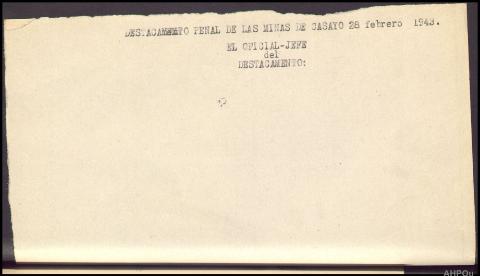 DESTACAMENTO PENAL DE LAS MINAS DE CASAYO 28 febrero 1943.
EL OFICIAL-JEFE
del
DESTACAMENTO:
AHPOu